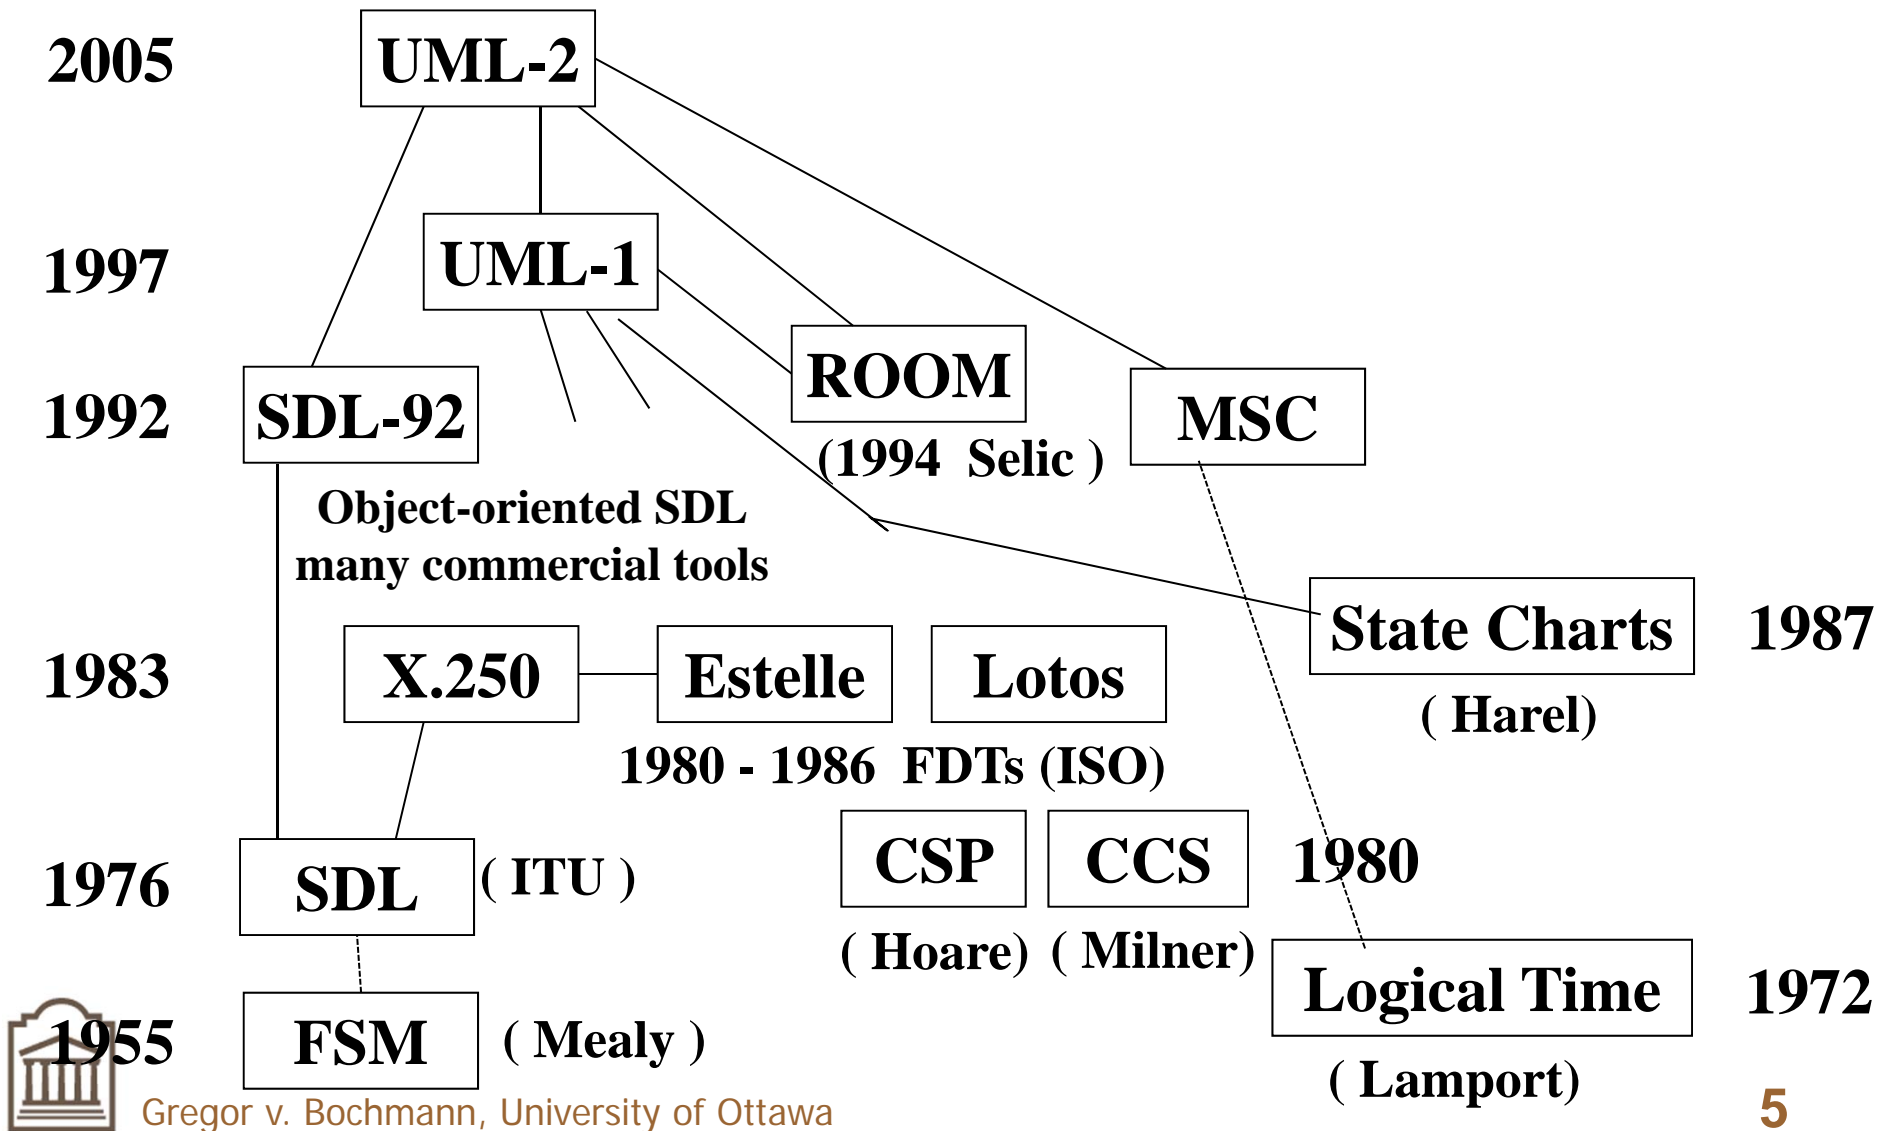 2005
UML-2
1997
UML-1
ROOM
1992
SDL-92
MSC
(1994 Selic )
Object-oriented SDL
many commercial tools
State Charts
1987
1983
X.250
Estelle
Lotos
( Harel)
1980 - 1986 FDTs (ISO)
1976
SDL
( ITU )
CSP
CCS
1980
( Hoare)
( Milner)
Logical Time
1972
1955
FSM
( Mealy )
( Lamport)
Gregor v. Bochmann, University of Ottawa
5